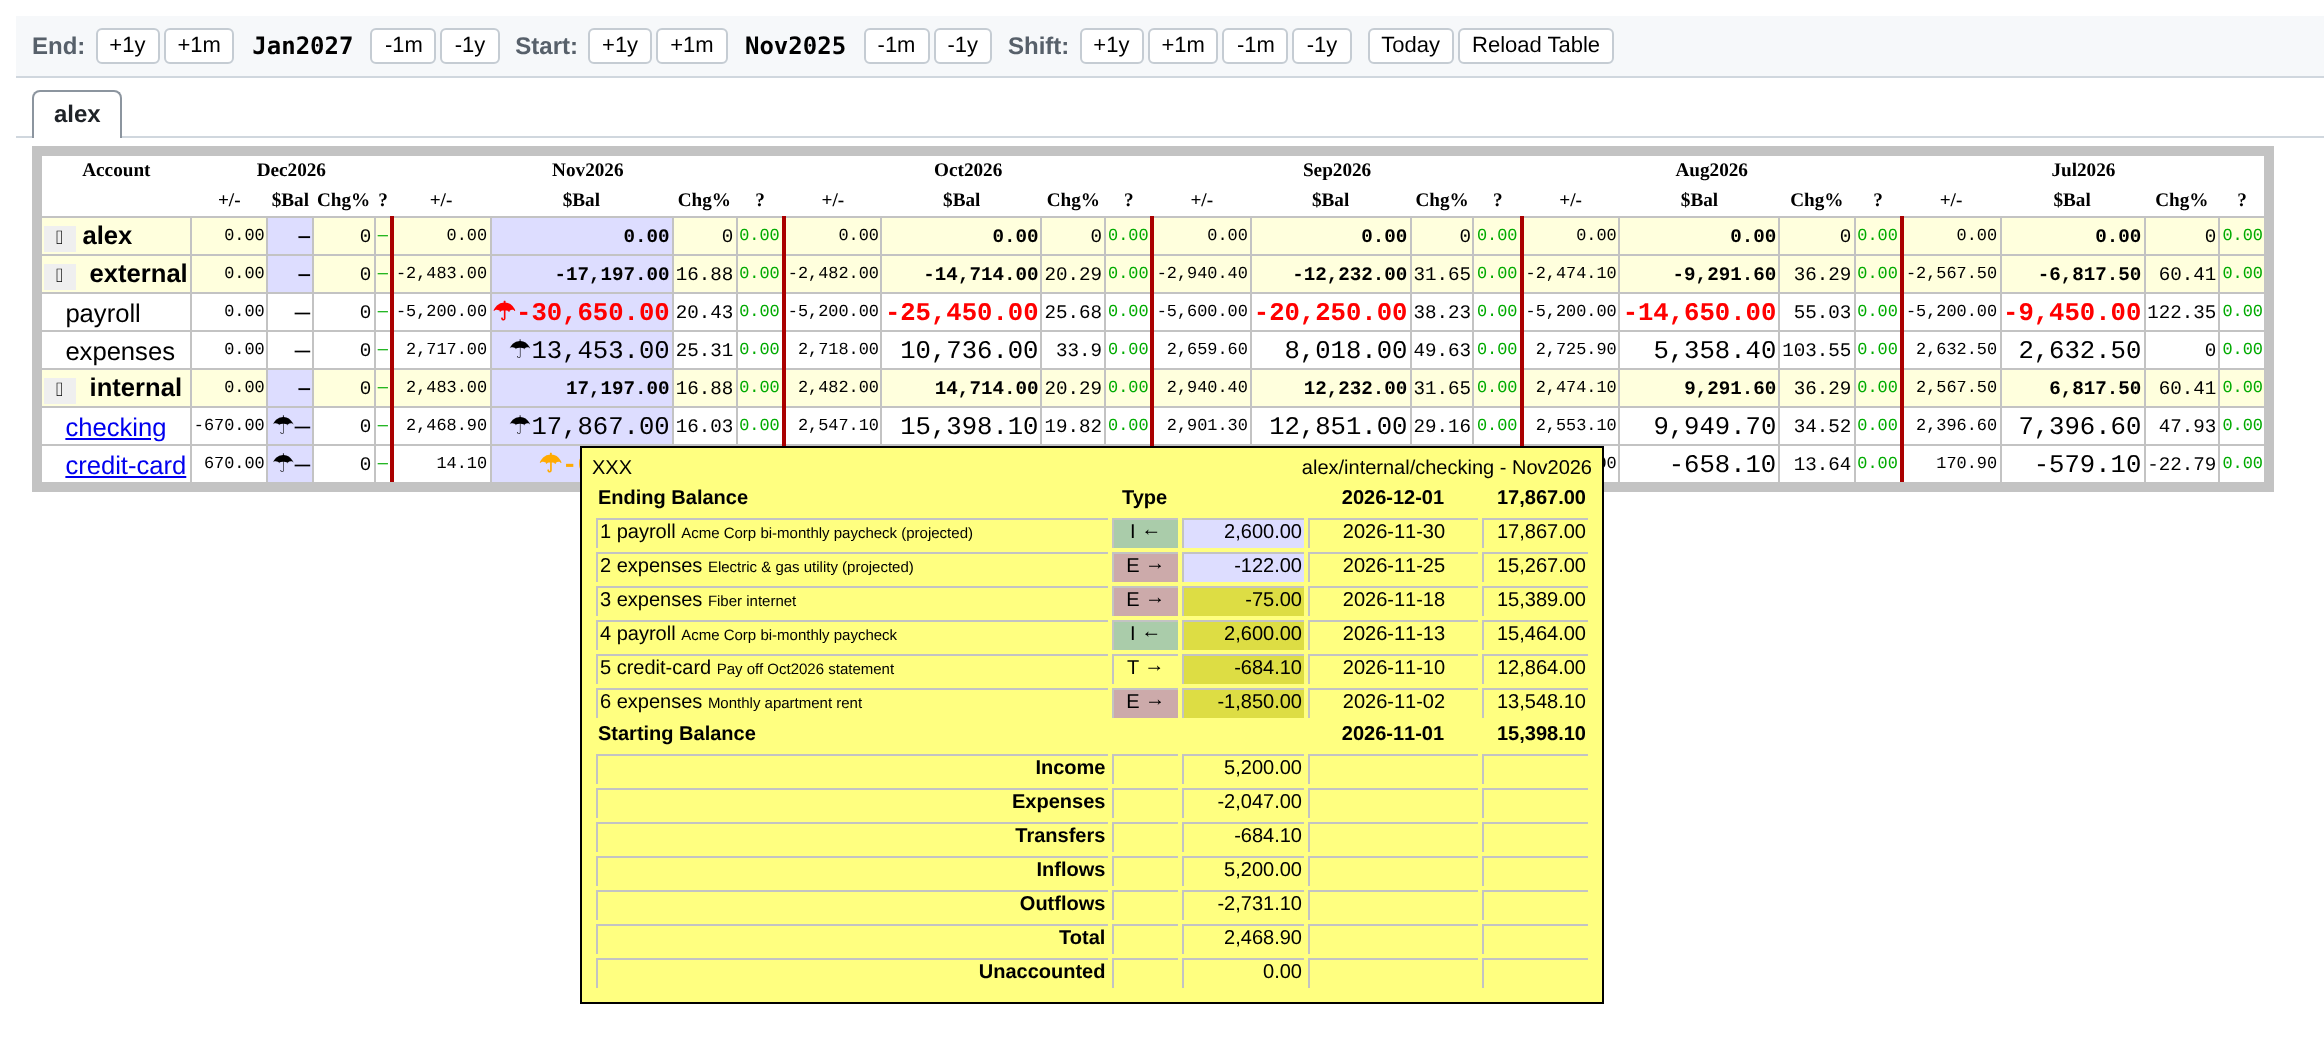 End: +1y +1m Jan2027 -1m -1y Start: +1y +1m Nov2025 -1m -1y Shift: +1y +1m -1m -1y Today Reload Table
alex
Account Dec2026 Nov2026 Oct2026 Sep2026 Aug2026 Jul2026
+/- $Bal Chg% ? +/- $Bal Chg% ? +/- $Bal Chg% ? +/- $Bal Chg% ? +/- $Bal Chg% ? +/- $Bal Chg% ?
alex 0.00 — 0 — 0.00 0.00 0 0.00 0.00 0.00 0 0.00 0.00 0.00 0 0.00 0.00 0.00 0 0.00 0.00 0.00 0 0.00
external 0.00 — 0 — -2,483.00 -17,197.00 16.88 0.00 -2,482.00 -14,714.00 20.29 0.00 -2,940.40 -12,232.00 31.65 0.00 -2,474.10 -9,291.60 36.29 0.00 -2,567.50 -6,817.50 60.41 0.00
payroll 0.00 — 0 — -5,200.00 ☂-30,650.00 20.43 0.00 -5,200.00 -25,450.00 25.68 0.00 -5,600.00 -20,250.00 38.23 0.00 -5,200.00 -14,650.00 55.03 0.00 -5,200.00 -9,450.00 122.35 0.00
expenses 0.00 — 0 — 2,717.00 ☂13,453.00 25.31 0.00 2,718.00 10,736.00 33.9 0.00 2,659.60 8,018.00 49.63 0.00 2,725.90 5,358.40 103.55 0.00 2,632.50 2,632.50 0 0.00
internal 0.00 — 0 — 2,483.00 17,197.00 16.88 0.00 2,482.00 14,714.00 20.29 0.00 2,940.40 12,232.00 31.65 0.00 2,474.10 9,291.60 36.29 0.00 2,567.50 6,817.50 60.41 0.00
checking -670.00 ☂— 0 — 2,468.90 ☂17,867.00 16.03 0.00 2,547.10 15,398.10 19.82 0.00 2,901.30 12,851.00 29.16 0.00 2,553.10 9,949.70 34.52 0.00 2,396.60 7,396.60 47.93 0.00
credit-card 670.00 ☂— 0 — 14.10 ☂- -658.10 13.64 0.00 170.90 -579.10 -22.79 0.00
XXX alex/internal/checking - Nov2026
Ending Balance Type 2026-12-01 17,867.00
1 payroll Acme Corp bi-monthly paycheck (projected) I ← 2,600.00 2026-11-30 17,867.00
2 expenses Electric & gas utility (projected) E → -122.00 2026-11-25 15,267.00
3 expenses Fiber internet E → -75.00 2026-11-18 15,389.00
4 payroll Acme Corp bi-monthly paycheck I ← 2,600.00 2026-11-13 15,464.00
5 credit-card Pay off Oct2026 statement T → -684.10 2026-11-10 12,864.00
6 expenses Monthly apartment rent E → -1,850.00 2026-11-02 13,548.10
Starting Balance 2026-11-01 15,398.10
Income 5,200.00
Expenses -2,047.00
Transfers -684.10
Inflows 5,200.00
Outflows -2,731.10
Total 2,468.90
Unaccounted 0.00